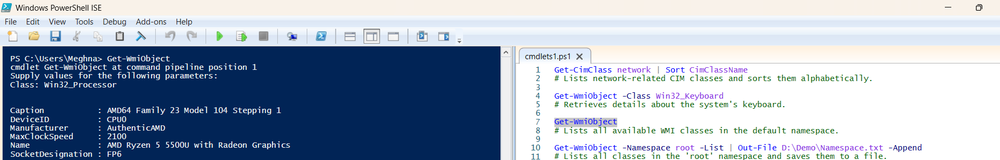 Windows PowerShell ISE
File Edit View Tools Debug Add-ons Help
PS C:\Users\Meghna> Get-WmiObject
cmdlet Get-WmiObject at command pipeline position 1
Supply values for the following parameters:
Class: Win32_Processor
Caption : AMD64 Family 23 Model 104 Stepping 1
DeviceID : CPU0
Manufacturer : AuthenticAMD
MaxClockSpeed : 2100
Name : AMD Ryzen 5 5500U with Radeon Graphics
SocketDesignation : FP6
cmdlets1.ps1
1 Get-CimClass network | Sort CimClassName
2 # Lists network-related CIM classes and sorts them alphabetically.
3
4 Get-WmiObject -Class Win32_Keyboard
5 # Retrieves details about the system's keyboard.
6
7 Get-WmiObject
8 # Lists all available WMI classes in the default namespace.
9
10 Get-WmiObject -Namespace root -List | Out-File D:\Demo\Namespace.txt -Append
11 # Lists all classes in the 'root' namespace and saves them to a file.